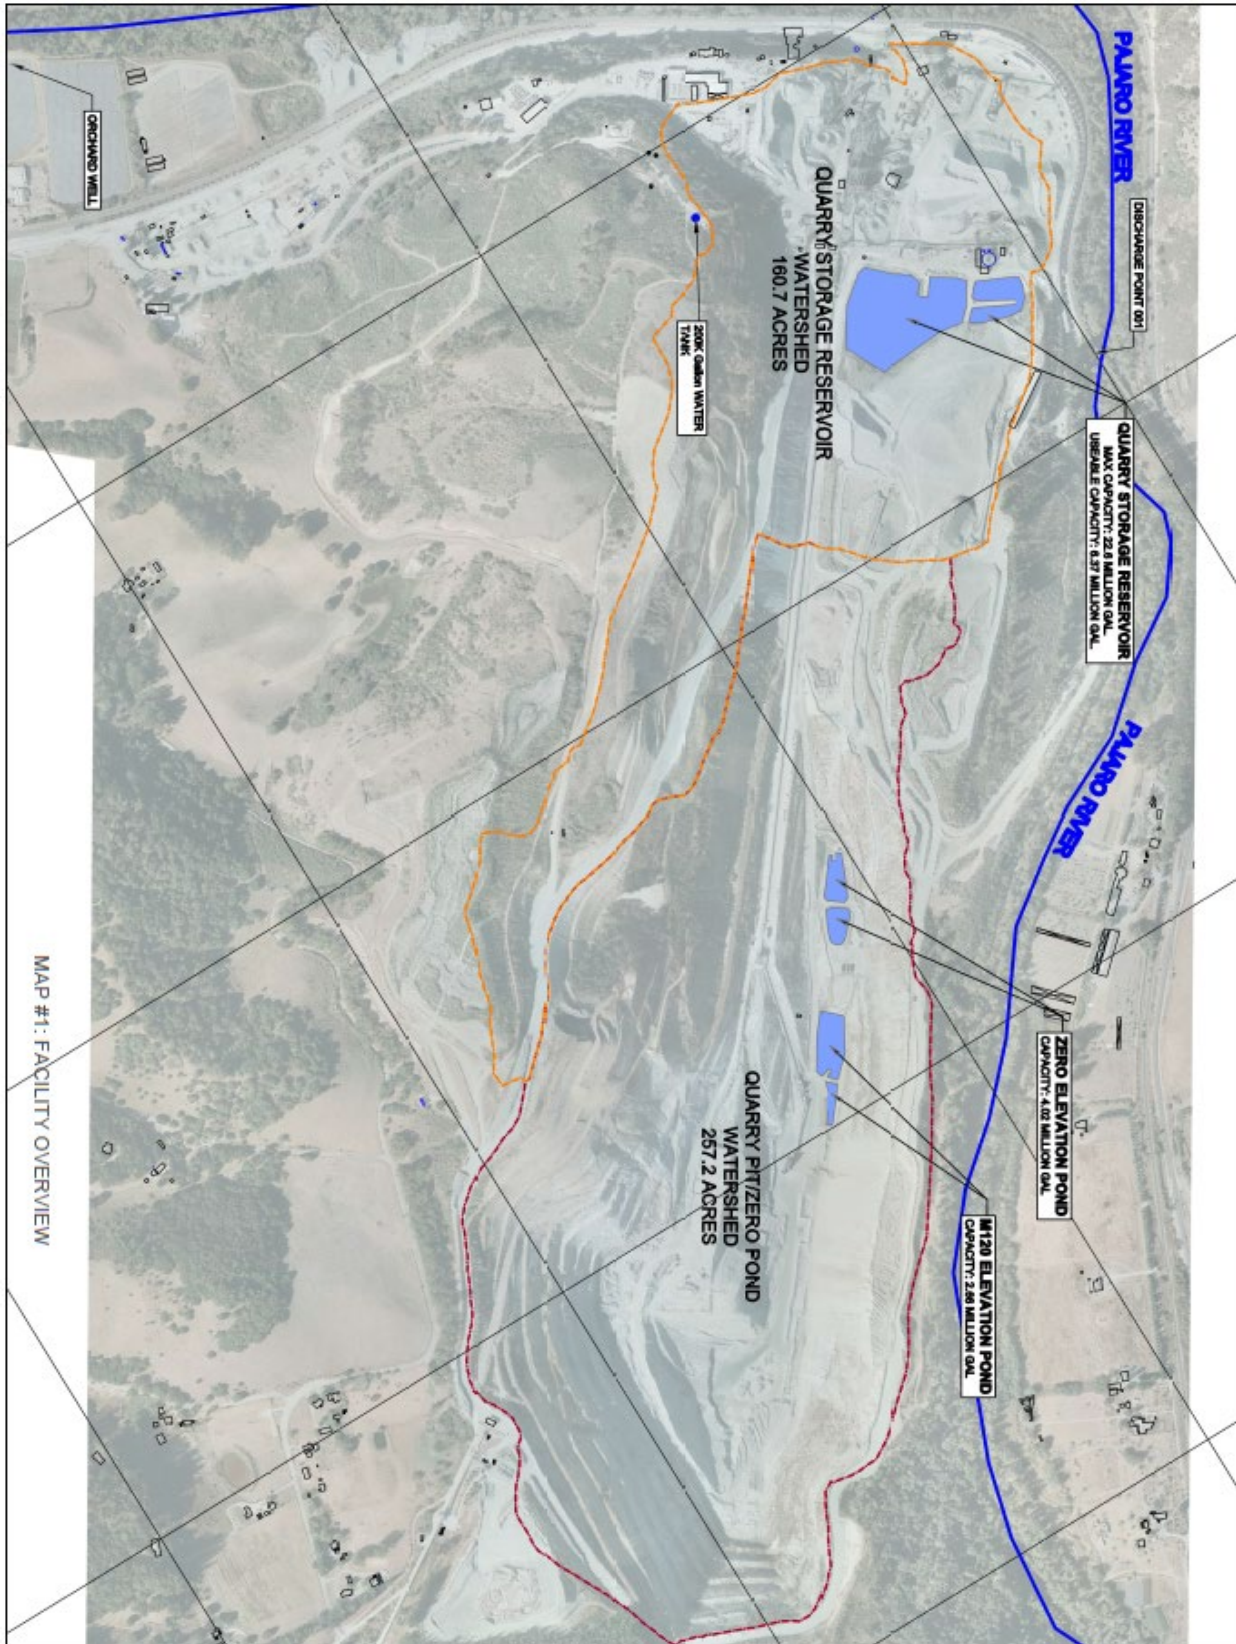 PAJARO RIVER
DISCHARGE POINT 001
QUARRY STORAGE RESERVOIR
MAX CAPACITY: 22.6 MILLION GAL
USEABLE CAPACITY: 6.37 MILLION GAL
PAJARO RIVER
ZERO ELEVATION POND
CAPACITY: 4.02 MILLION GAL
M120 ELEVATION POND
CAPACITY: 2.66 MILLION GAL
QUARRY STORAGE RESERVOIR
WATERSHED
160.7 ACRES
QUARRY PIT/ZERO POND
WATERSHED
257.2 ACRES
200K Gallon WATER
TANK
ORCHARD WELL
MAP #1: FACILITY OVERVIEW